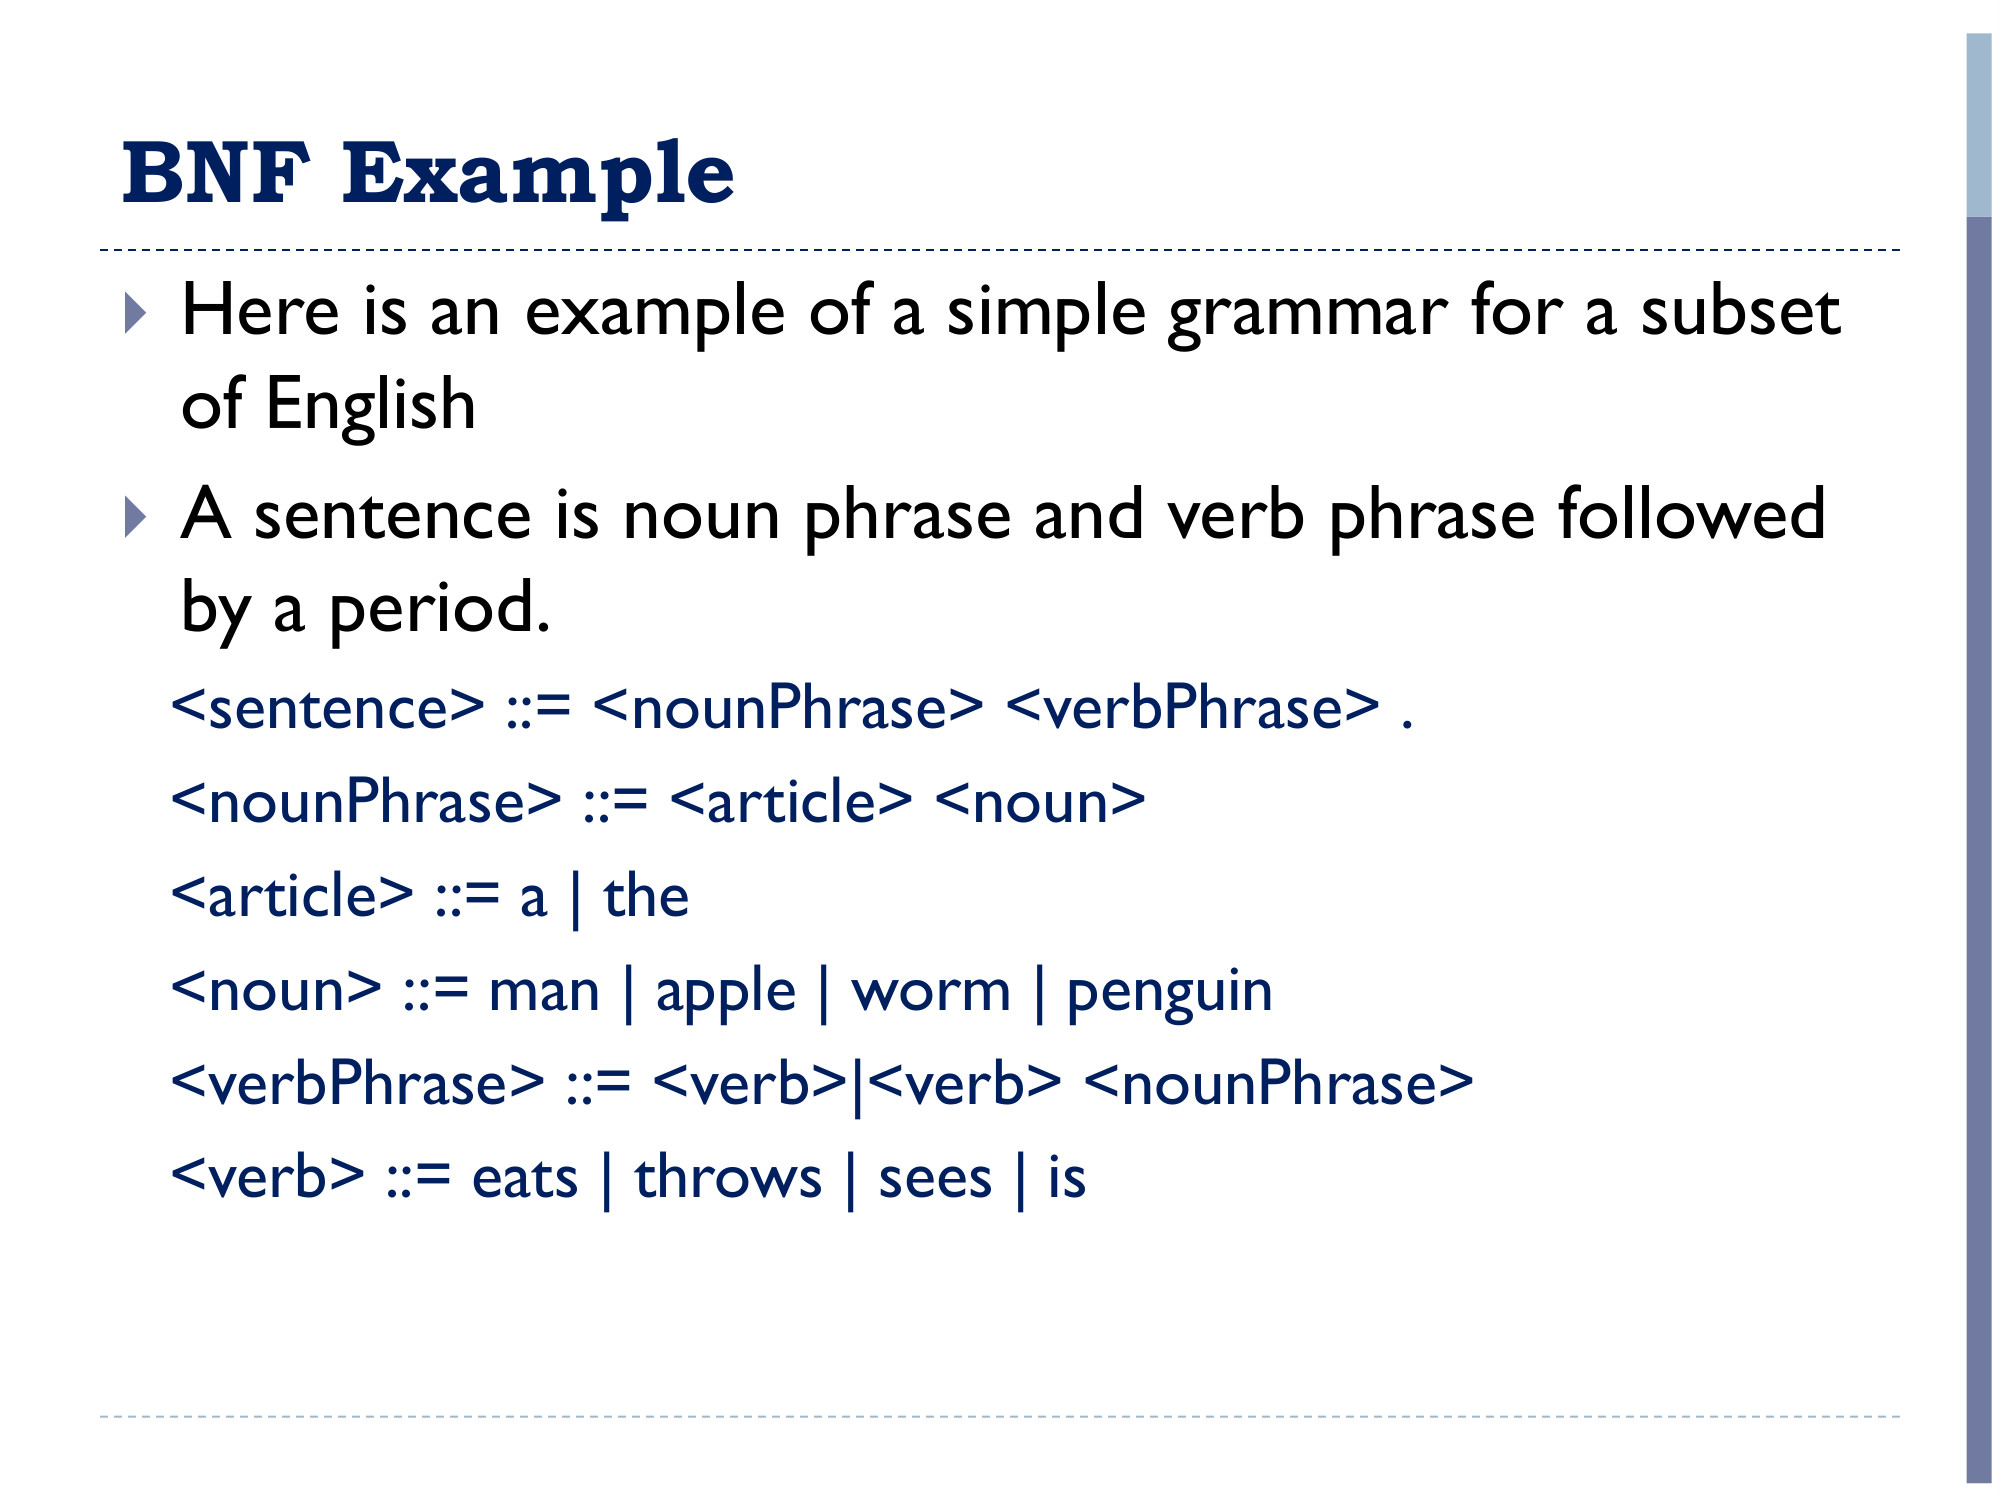 BNF Example
Here is an example of a simple grammar for a subset
of English
A sentence is noun phrase and verb phrase followed
by a period.
<sentence> ::= <nounPhrase> <verbPhrase> .
<nounPhrase> ::= <article> <noun>
<article> ::= a | the
<noun> ::= man | apple | worm | penguin
<verbPhrase> ::= <verb>|<verb> <nounPhrase>
<verb> ::= eats | throws | sees | is